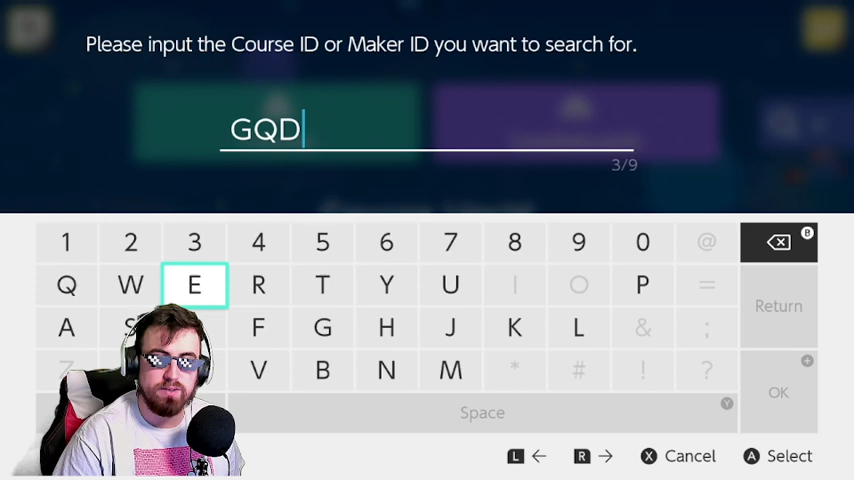 Please input the Course ID or Maker ID you want to search for.
GQD
3/9
1 2 3 4 5 6 7 8 9 0 @
Q W E R T Y U I O P = Return
A S F G H J K L & ;
Z V B N M * # ! ? OK
Space
L ← R → X Cancel A Select